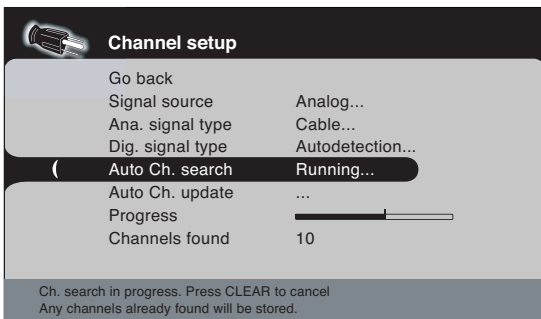 Channel setup
Go back
Signal source Analog...
Ana. signal type Cable...
Dig. signal type Autodetection...
Auto Ch. search Running...
Auto Ch. update ...
Progress
Channels found 10
Ch. search in progress. Press CLEAR to cancel
Any channels already found will be stored.